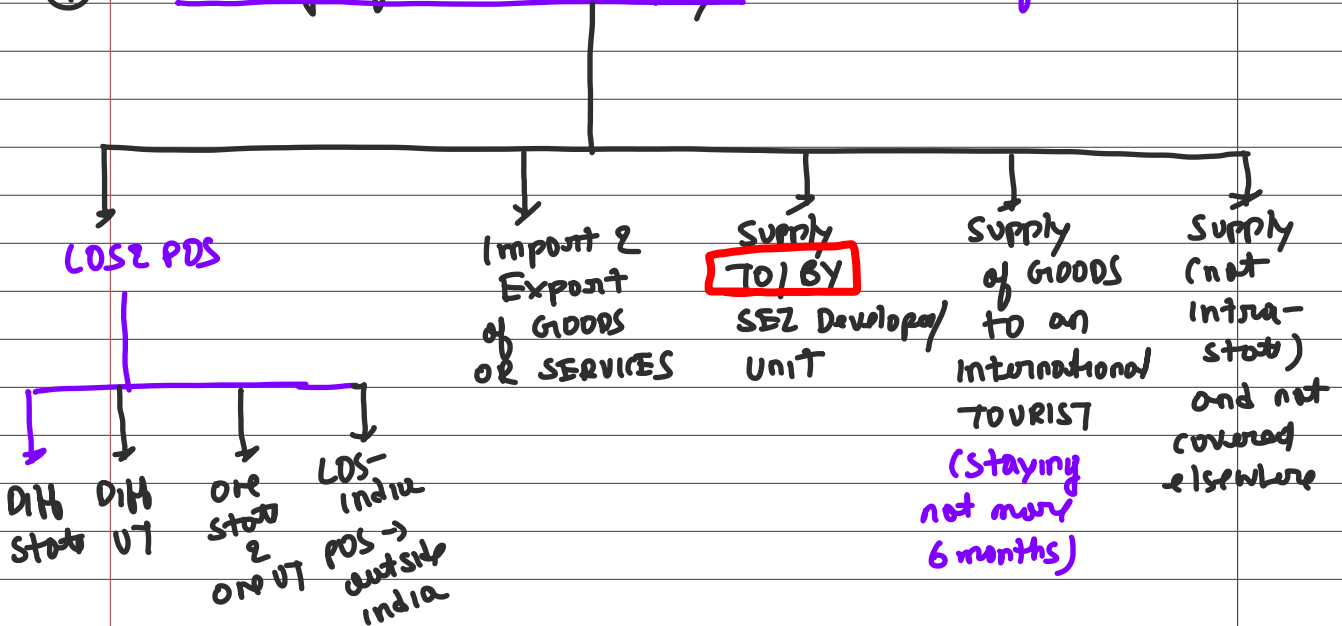 LOS & POS
Diff
State
Diff
UT
One
State
&
one UT
LOS-
India
POS →
outside
India
Import &
Export
of GOODS
OR SERVICES
Supply
TO/BY
SEZ Developer/
UNIT
Supply
of GOODS
to an
International
TOURIST
(Staying
not more
6 months)
Supply
(not
Intra-
state)
and not
covered
elsewhere